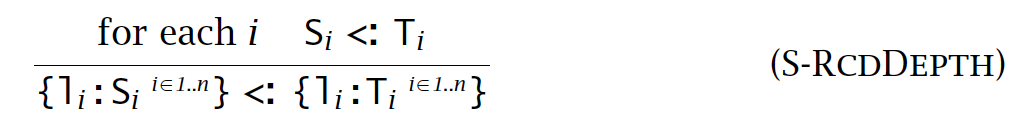 for each i Sᵢ <: Tᵢ
{lᵢ:Sᵢ ⁱ∈¹..ⁿ} <: {lᵢ:Tᵢ ⁱ∈¹..ⁿ} (S-RCDDEPTH)